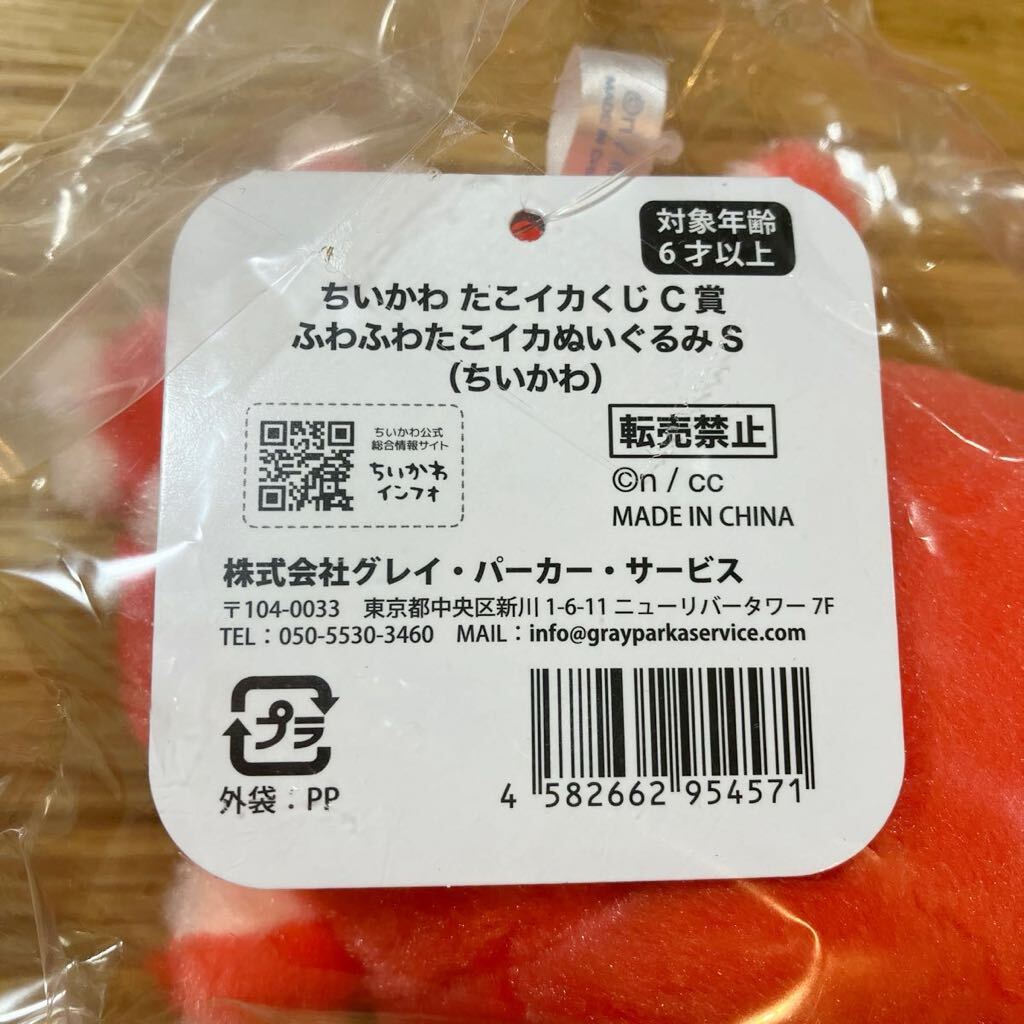 ©n /
MADE IN
対象年齢
6才以上
ちいかわ たこイカくじ C 賞
ふわふわたこイカぬいぐるみ S
(ちいかわ)
ちいかわ公式
総合情報サイト
ちいかわ
インフォ
転売禁止
©n / cc
MADE IN CHINA
株式会社グレイ・パーカー・サービス
〒104-0033 東京都中央区新川 1-6-11 ニューリバータワー 7F
TEL：050-5530-3460 MAIL：info@grayparkaservice.com
プラ
外袋：PP
4 582662 954571